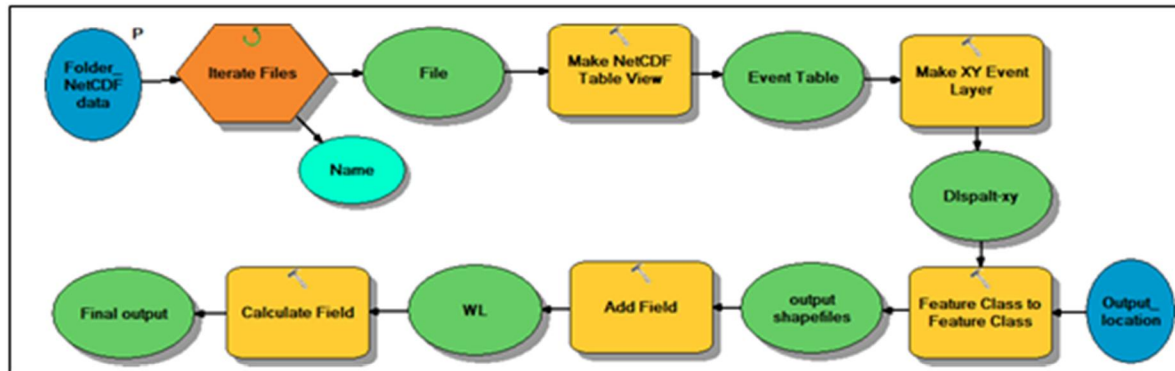 P
Folder_
NetCDF
data
Iterate Files
File
Make NetCDF
Table View
Event Table
Make XY Event
Layer
Name
DIspalt-xy
Final output
Calculate Field
WL
Add Field
output
shapefiles
Feature Class to
Feature Class
Output_
location